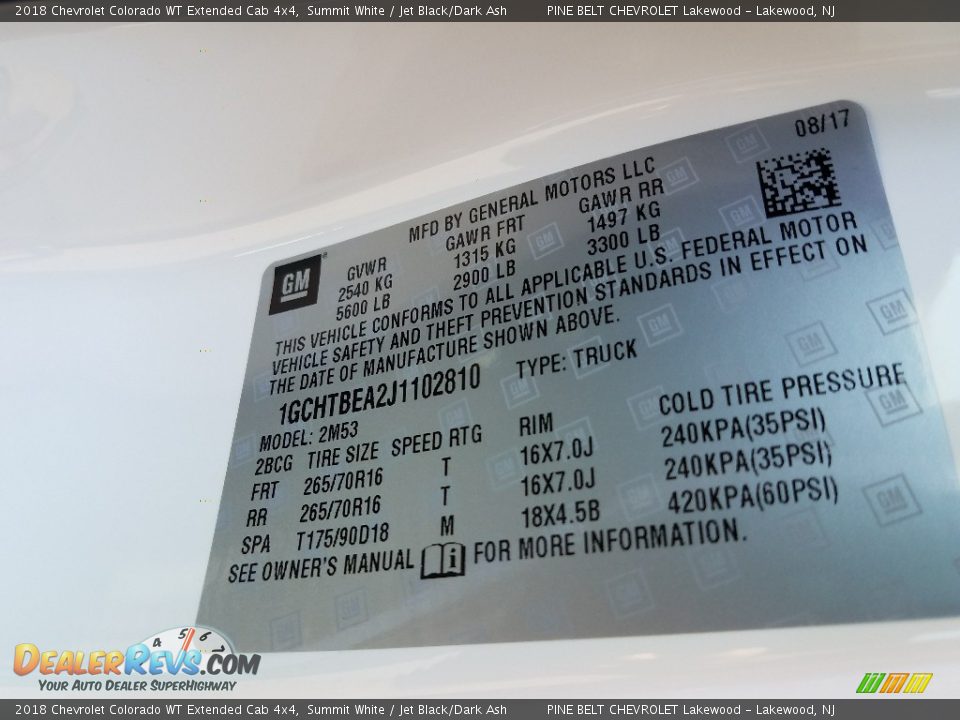 2018 Chevrolet Colorado WT Extended Cab 4x4, Summit White / Jet Black/Dark Ash PINE BELT CHEVROLET Lakewood – Lakewood, NJ
08/17
MFD BY GENERAL MOTORS LLC
GM
GVWR GAWR FRT GAWR RR
2540 KG 1315 KG 1497 KG
5600 LB 2900 LB 3300 LB
THIS VEHICLE CONFORMS TO ALL APPLICABLE U.S. FEDERAL MOTOR
VEHICLE SAFETY AND THEFT PREVENTION STANDARDS IN EFFECT ON
THE DATE OF MANUFACTURE SHOWN ABOVE.
1GCHTBEA2J1102810 TYPE: TRUCK
MODEL: 2M53
2BCG TIRE SIZE SPEED RTG RIM COLD TIRE PRESSURE
FRT 265/70R16 T 16X7.0J 240KPA(35PSI)
RR 265/70R16 T 16X7.0J 240KPA(35PSI)
SPA T175/90D18 M 18X4.5B 420KPA(60PSI)
SEE OWNER'S MANUAL i FOR MORE INFORMATION.
4 5 6
DEALERREVS.COM
YOUR AUTO DEALER SUPERHIGHWAY
2018 Chevrolet Colorado WT Extended Cab 4x4, Summit White / Jet Black/Dark Ash PINE BELT CHEVROLET Lakewood – Lakewood, NJ